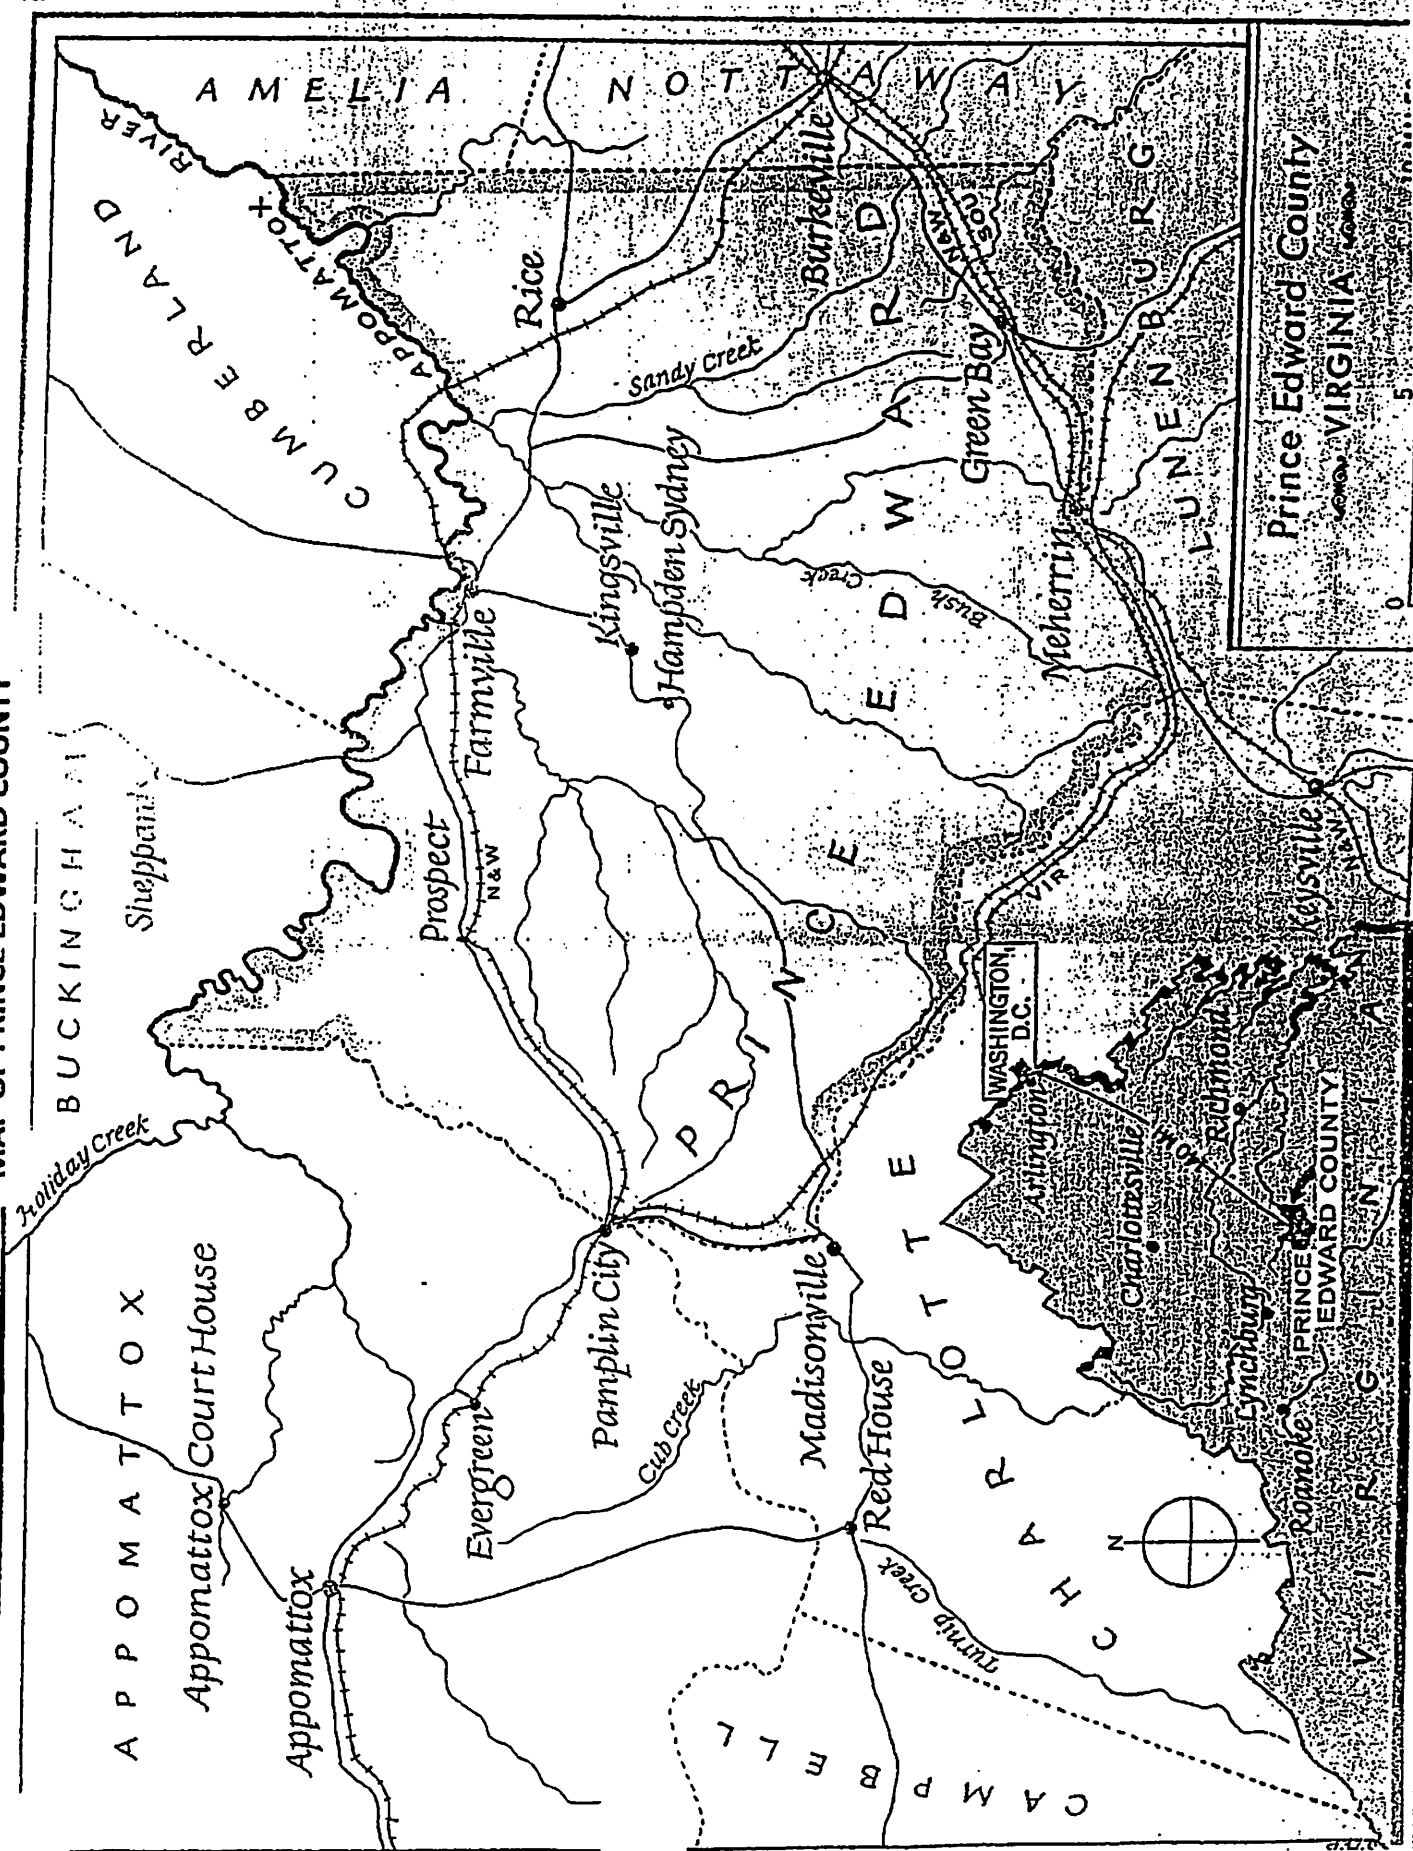 MAP OF PRINCE EDWARD COUNTY
BUCKINGHAM
CUMBERLAND
AMELIA
APPOMATTOX RIVER
Holiday Creek
Sheppards
APPOMATTOX
Appomattox Court House
Appomattox
Evergreen
Pamplin City
Prospect
N&W
Farmville
Rice
NOTTAWAY
Burkeville
Kingsville
Hampden Sydney
Sandy Creek
Green Bay
N&W
SOU
Bush Creek
Meherrin
PRINCE EDWARD
LUNENBURG
Cub Creek
Madisonville
Red House
Turnip Creek
CAMPBELL
CHARLOTTE
VIR
Keysville
N&W
N
WASHINGTON,
D.C.
Arlington
140 MI.
Charlottesville
Richmond
Lynchburg
Roanoke
PRINCE
EDWARD COUNTY
VIRGINIA
Prince Edward County
VIRGINIA
0 5